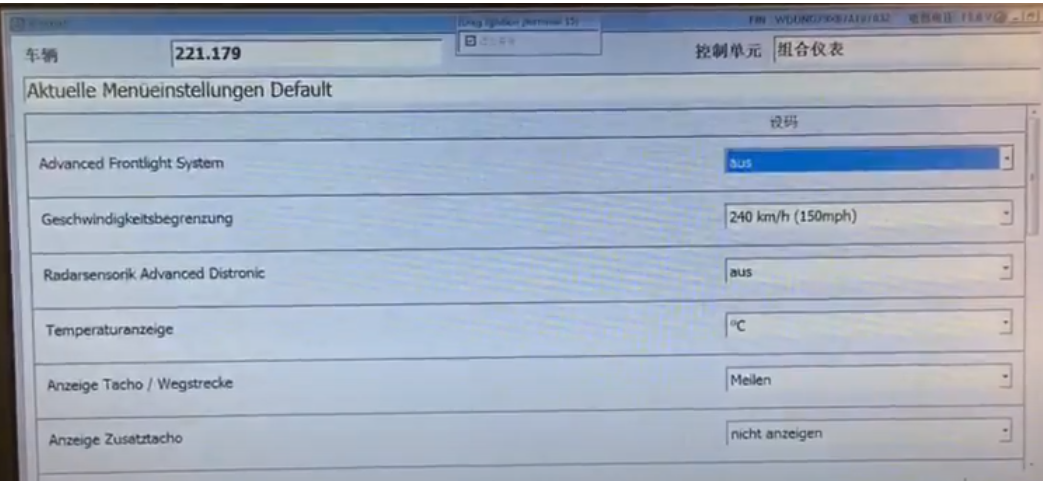 车辆
221.179
控制单元
组合仪表
Aktuelle Menüeinstellungen Default
设码
Advanced Frontlight System
aus
Geschwindigkeitsbegrenzung
240 km/h (150mph)
Radarsensorik Advanced Distronic
aus
Temperaturanzeige
°C
Anzeige Tacho / Wegstrecke
Meilen
Anzeige Zusatztacho
nicht anzeigen